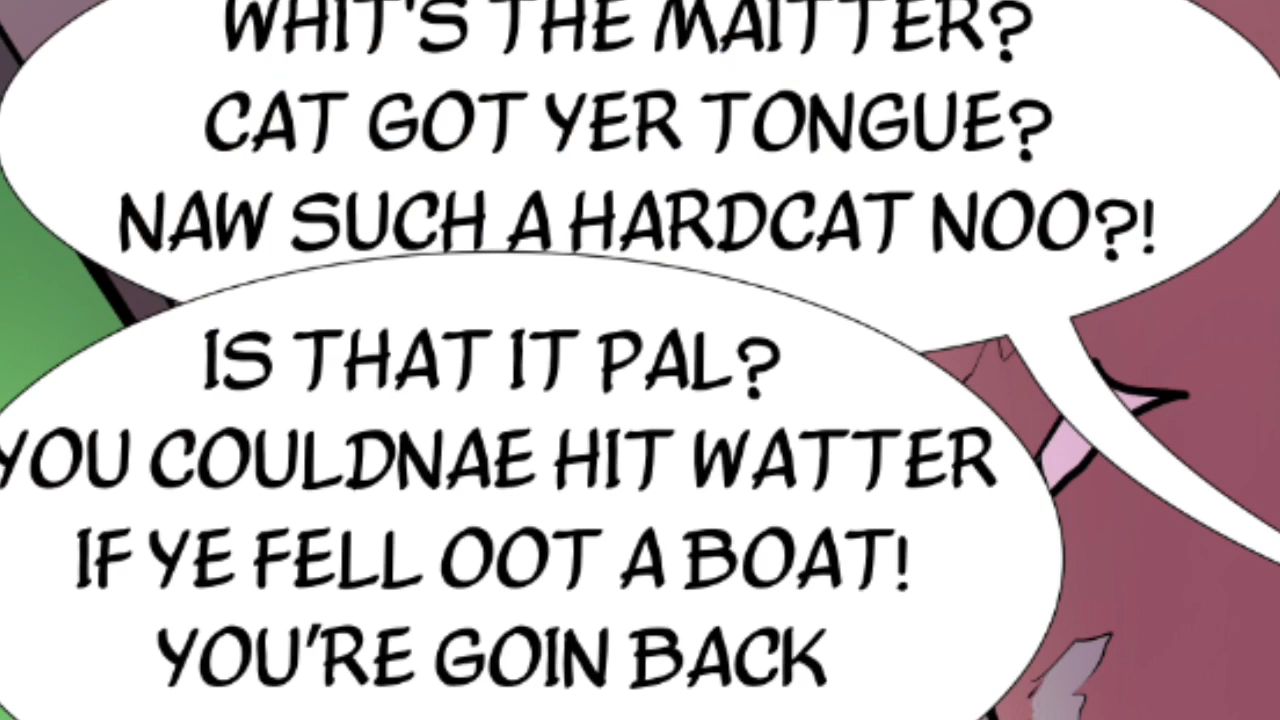 WHIT'S THE MAITTER?
CAT GOT YER TONGUE?
NAW SUCH A HARDCAT NOO?!
IS THAT IT PAL?
YOU COULDNAE HIT WATTER
IF YE FELL OOT A BOAT!
YOU'RE GOIN BACK